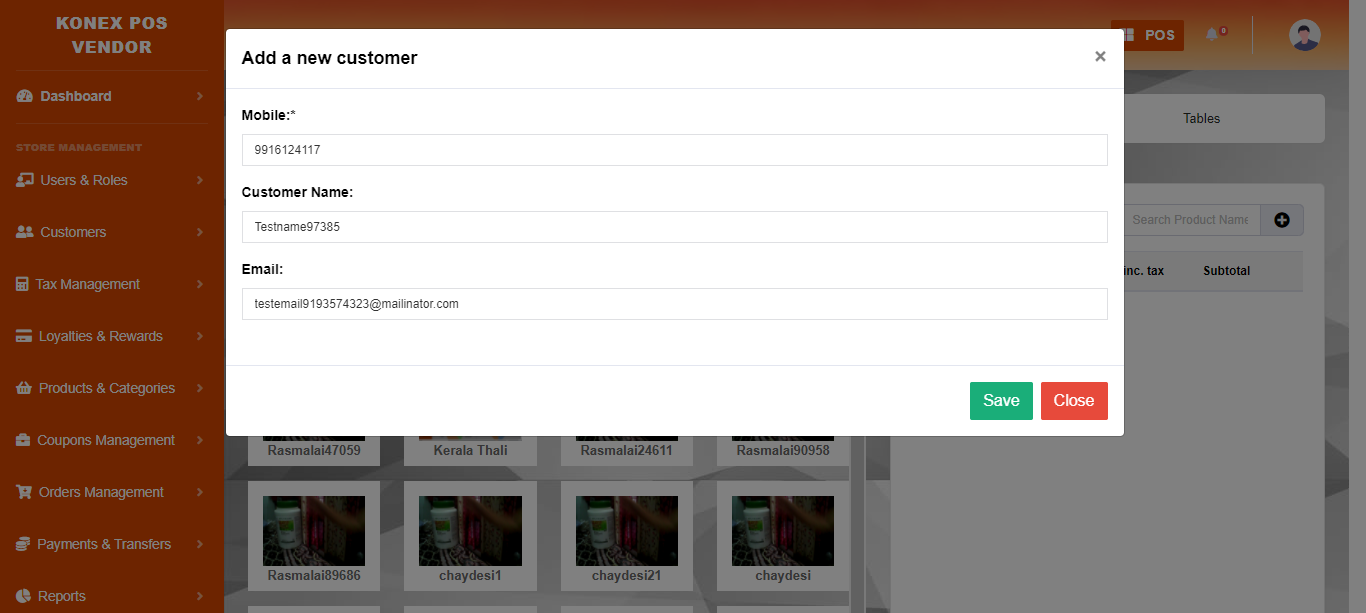 KONEX POS
VENDOR
Dashboard
STORE MANAGEMENT
Users & Roles
Customers
Tax Management
Loyalties & Rewards
Products & Categories
Coupons Management
Orders Management
Payments & Transfers
Reports
POS
0
Tables
Add a new customer
×
Mobile:*
9916124117
Customer Name:
Testname97385
Email:
testemail9193574323@mailinator.com
Save
Close
Search Product Name
inc. tax
Subtotal
Rasmalai47059
Kerala Thali
Rasmalai24611
Rasmalai90958
Rasmalai89686
chaydesi1
chaydesi21
chaydesi